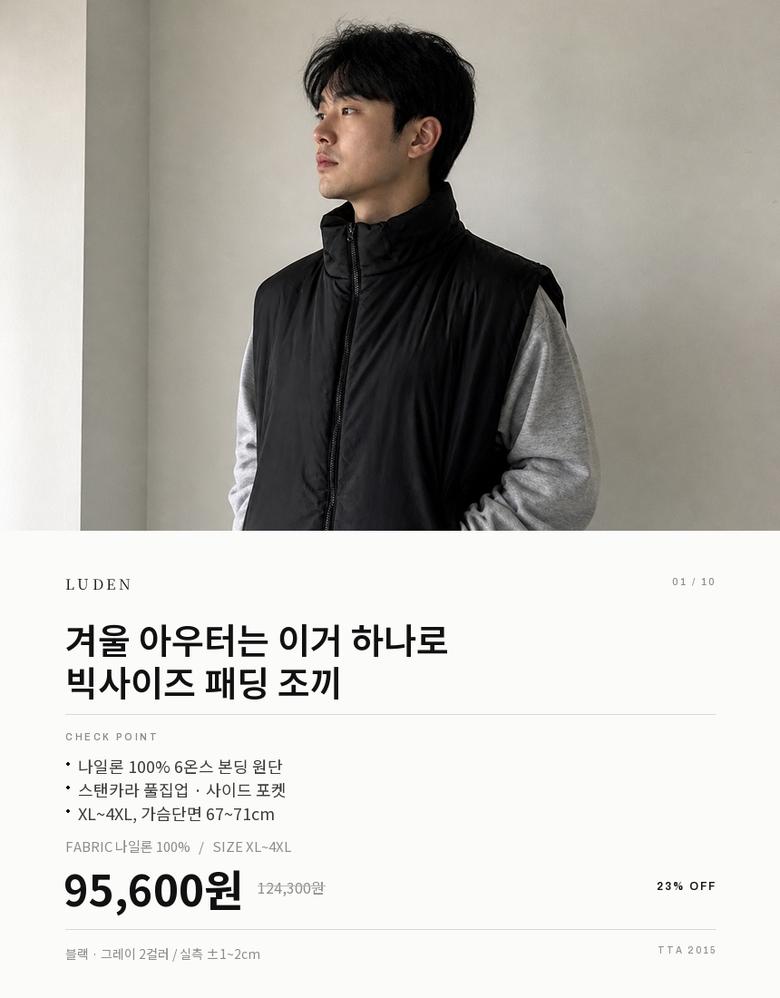 LUDEN
01 / 10
겨울 아우터는 이거 하나로
빅사이즈 패딩 조끼
CHECK POINT
• 나일론 100% 6온스 본딩 원단
• 스탠카라 풀집업 · 사이드 포켓
• XL~4XL, 가슴단면 67~71cm
FABRIC 나일론 100% / SIZE XL~4XL
95,600원 124,300원
23% OFF
블랙 · 그레이 2컬러 / 실측 ±1~2cm
TTA 2015